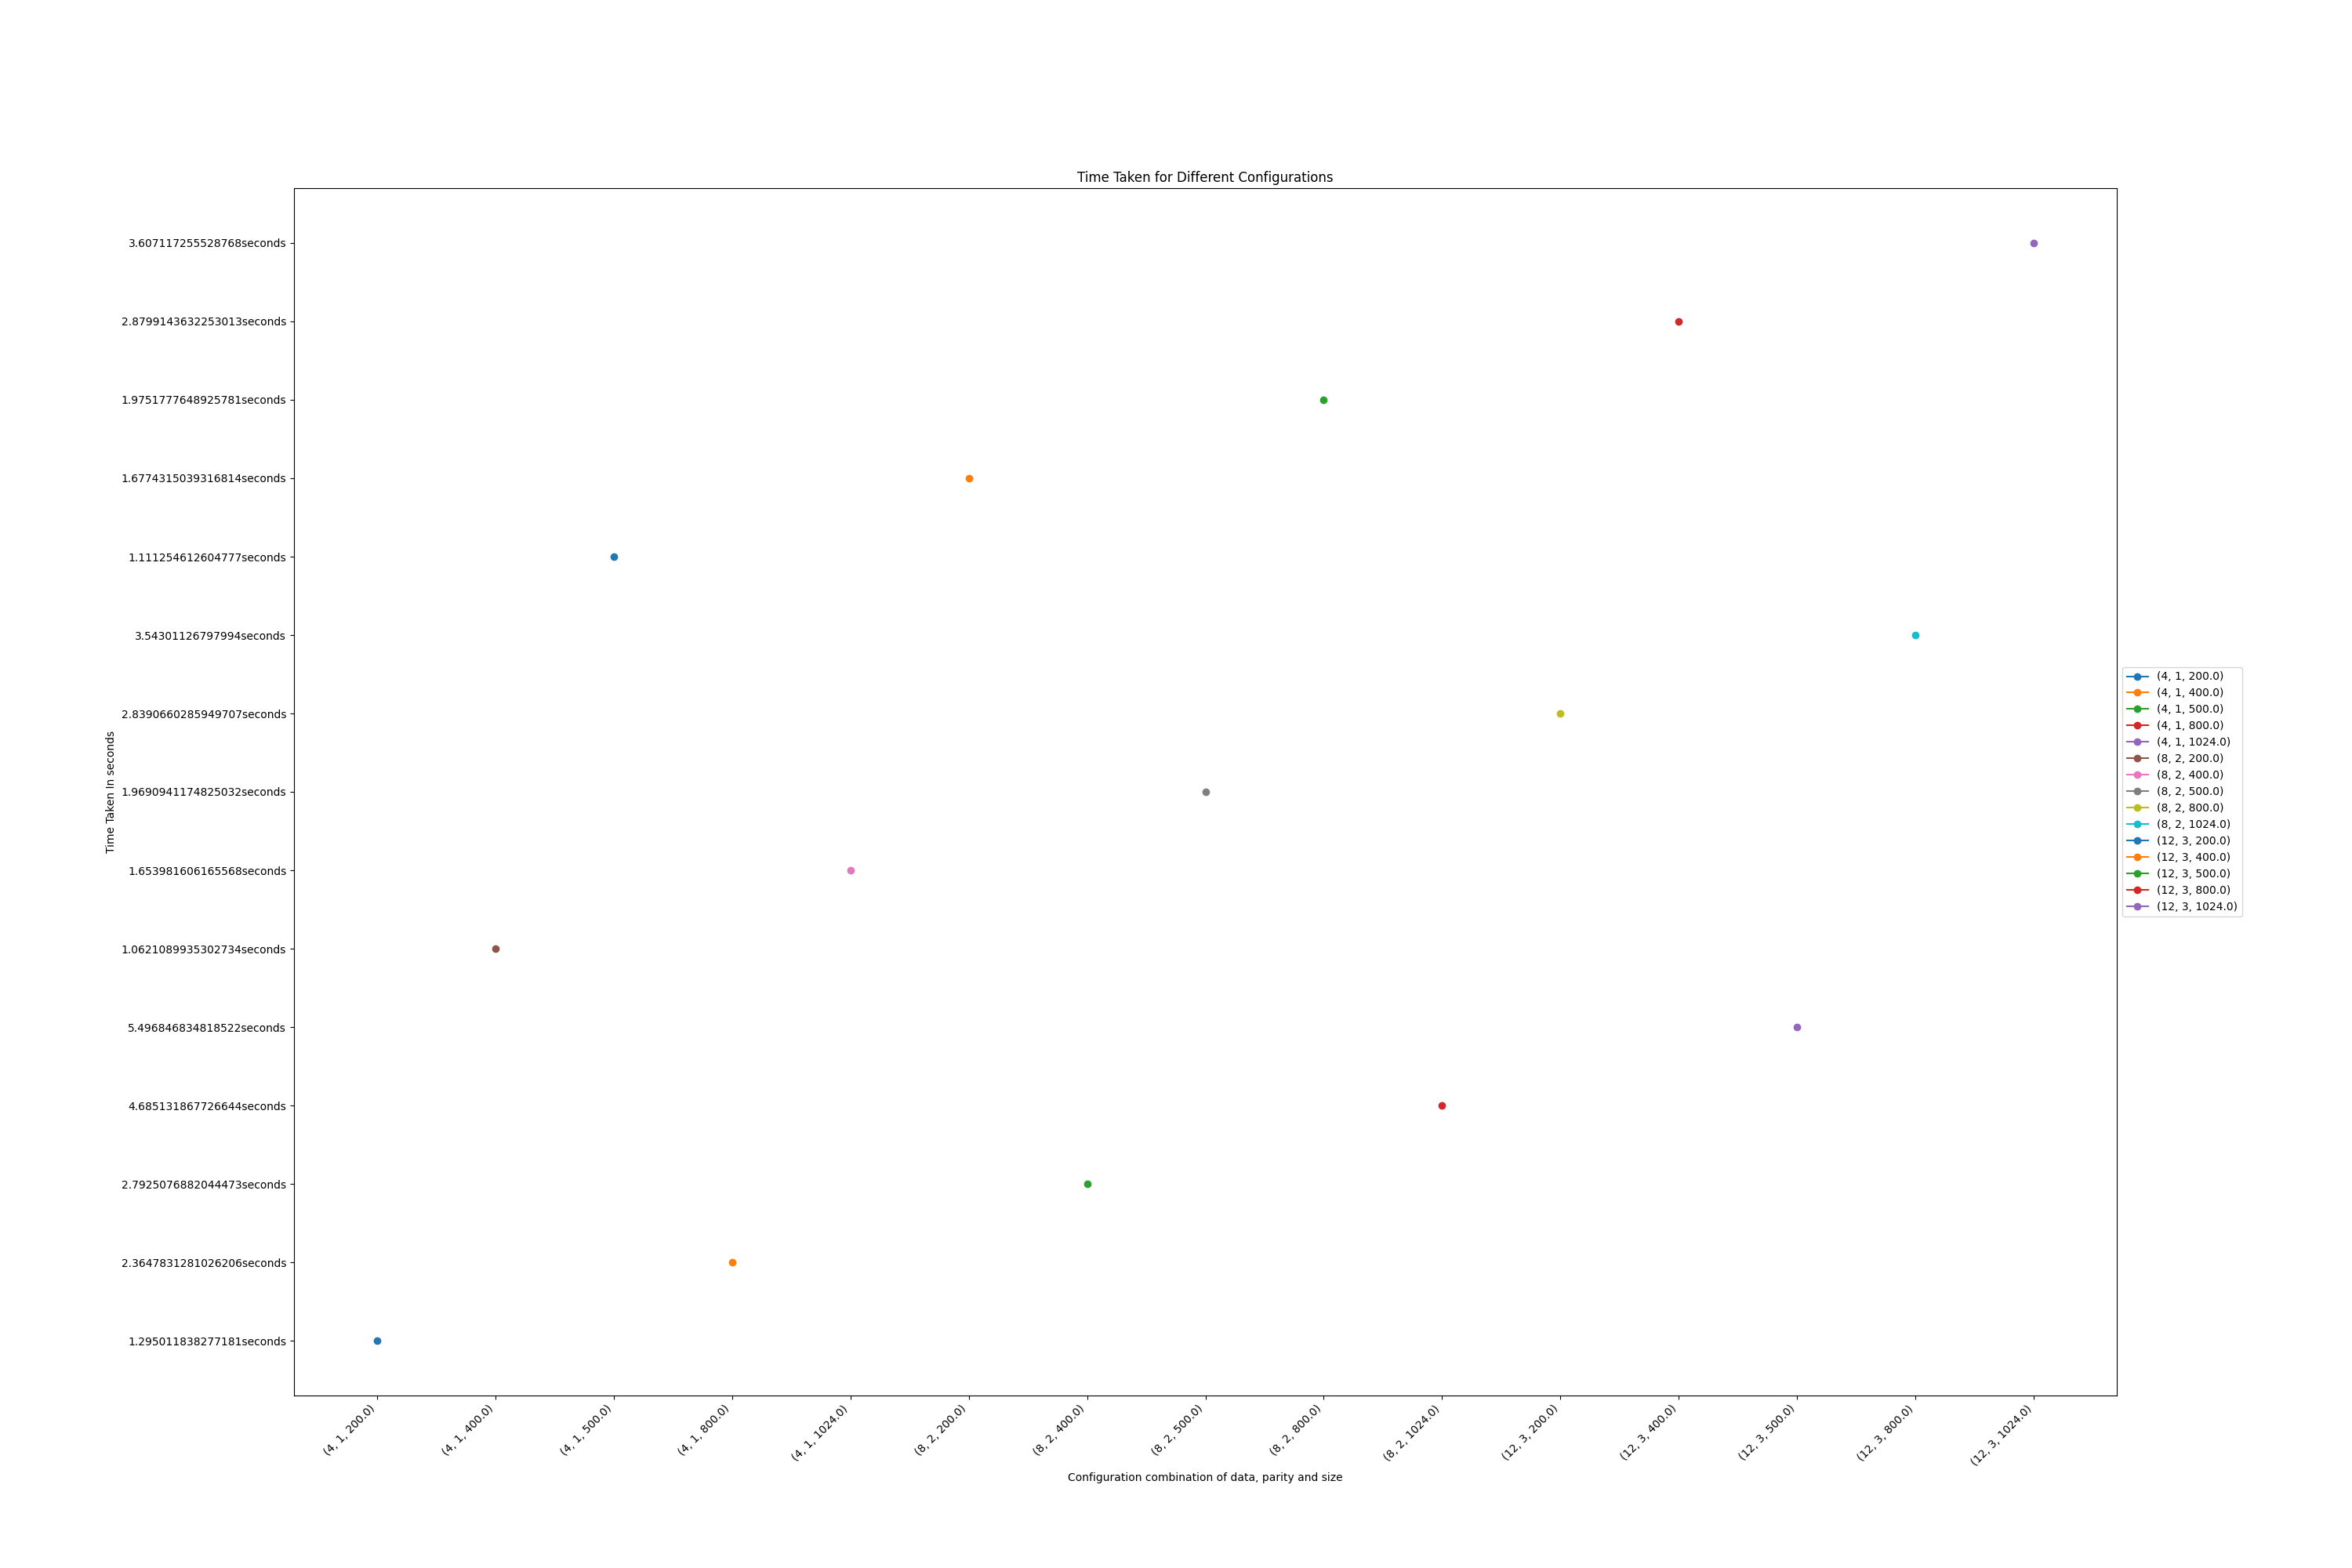 Time Taken for Different Configurations
3.607117255528768seconds
2.8799143632253013seconds
1.9751777648925781seconds
1.6774315039316814seconds
1.111254612604777seconds
3.54301126797994seconds
2.8390660285949707seconds
1.9690941174825032seconds
1.653981606165568seconds
1.0621089935302734seconds
5.496846834818522seconds
4.685131867726644seconds
2.7925076882044473seconds
2.3647831281026206seconds
1.295011838277181seconds
Time Taken In seconds
(4, 1, 200.0)
(4, 1, 400.0)
(4, 1, 500.0)
(4, 1, 800.0)
(4, 1, 1024.0)
(8, 2, 200.0)
(8, 2, 400.0)
(8, 2, 500.0)
(8, 2, 800.0)
(8, 2, 1024.0)
(12, 3, 200.0)
(12, 3, 400.0)
(12, 3, 500.0)
(12, 3, 800.0)
(12, 3, 1024.0)
Configuration combination of data, parity and size
(4, 1, 200.0)
(4, 1, 400.0)
(4, 1, 500.0)
(4, 1, 800.0)
(4, 1, 1024.0)
(8, 2, 200.0)
(8, 2, 400.0)
(8, 2, 500.0)
(8, 2, 800.0)
(8, 2, 1024.0)
(12, 3, 200.0)
(12, 3, 400.0)
(12, 3, 500.0)
(12, 3, 800.0)
(12, 3, 1024.0)